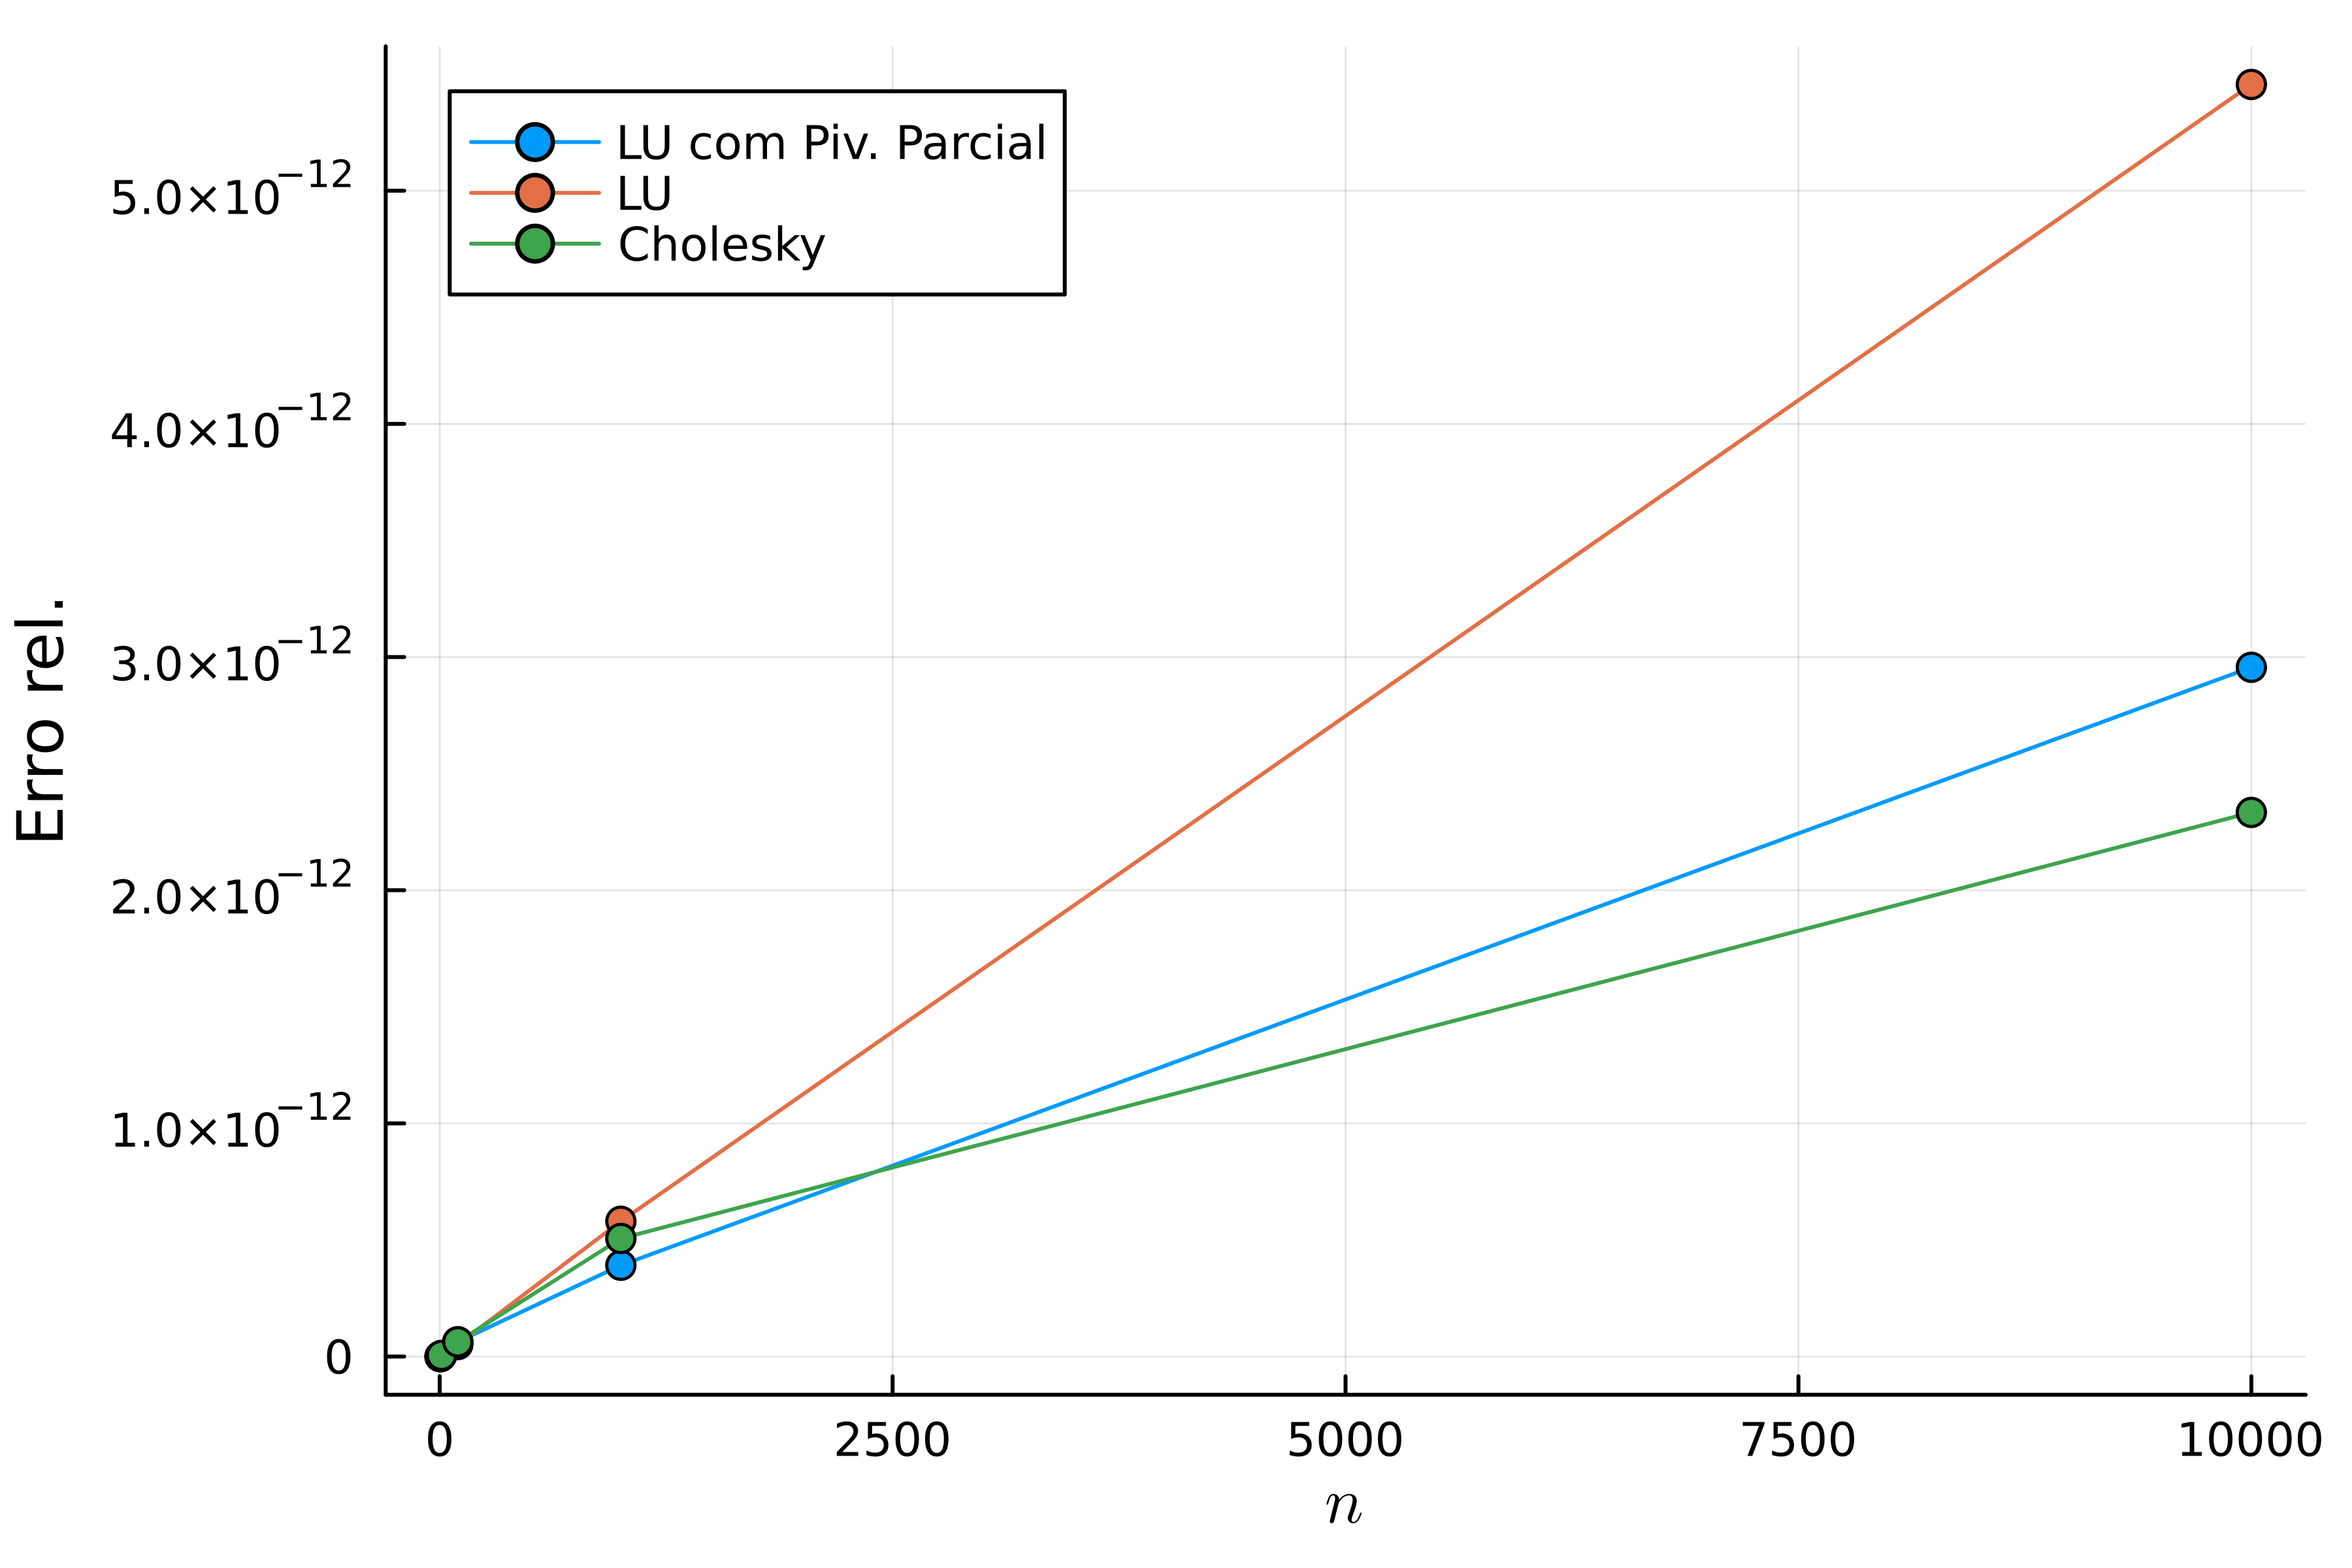 LU com Piv. Parcial
LU
Cholesky
Erro rel.
5.0×10⁻¹²
4.0×10⁻¹²
3.0×10⁻¹²
2.0×10⁻¹²
1.0×10⁻¹²
0
0 2500 5000 7500 10000
n